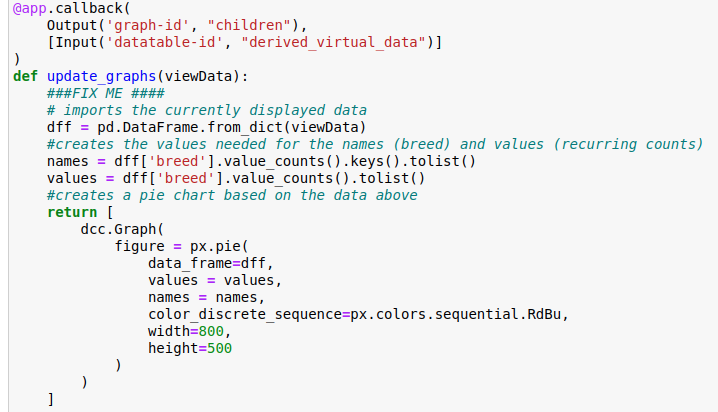 @app.callback(
    Output('graph-id', "children"),
    [Input('datatable-id', "derived_virtual_data")]
)
def update_graphs(viewData):
    ###FIX ME ####
    # imports the currently displayed data
    dff = pd.DataFrame.from_dict(viewData)
    #creates the values needed for the names (breed) and values (recurring counts)
    names = dff['breed'].value_counts().keys().tolist()
    values = dff['breed'].value_counts().tolist()
    #creates a pie chart based on the data above
    return [
        dcc.Graph(
            figure = px.pie(
                data_frame=dff,
                values = values,
                names = names,
                color_discrete_sequence=px.colors.sequential.RdBu,
                width=800,
                height=500
            )
        )
    ]